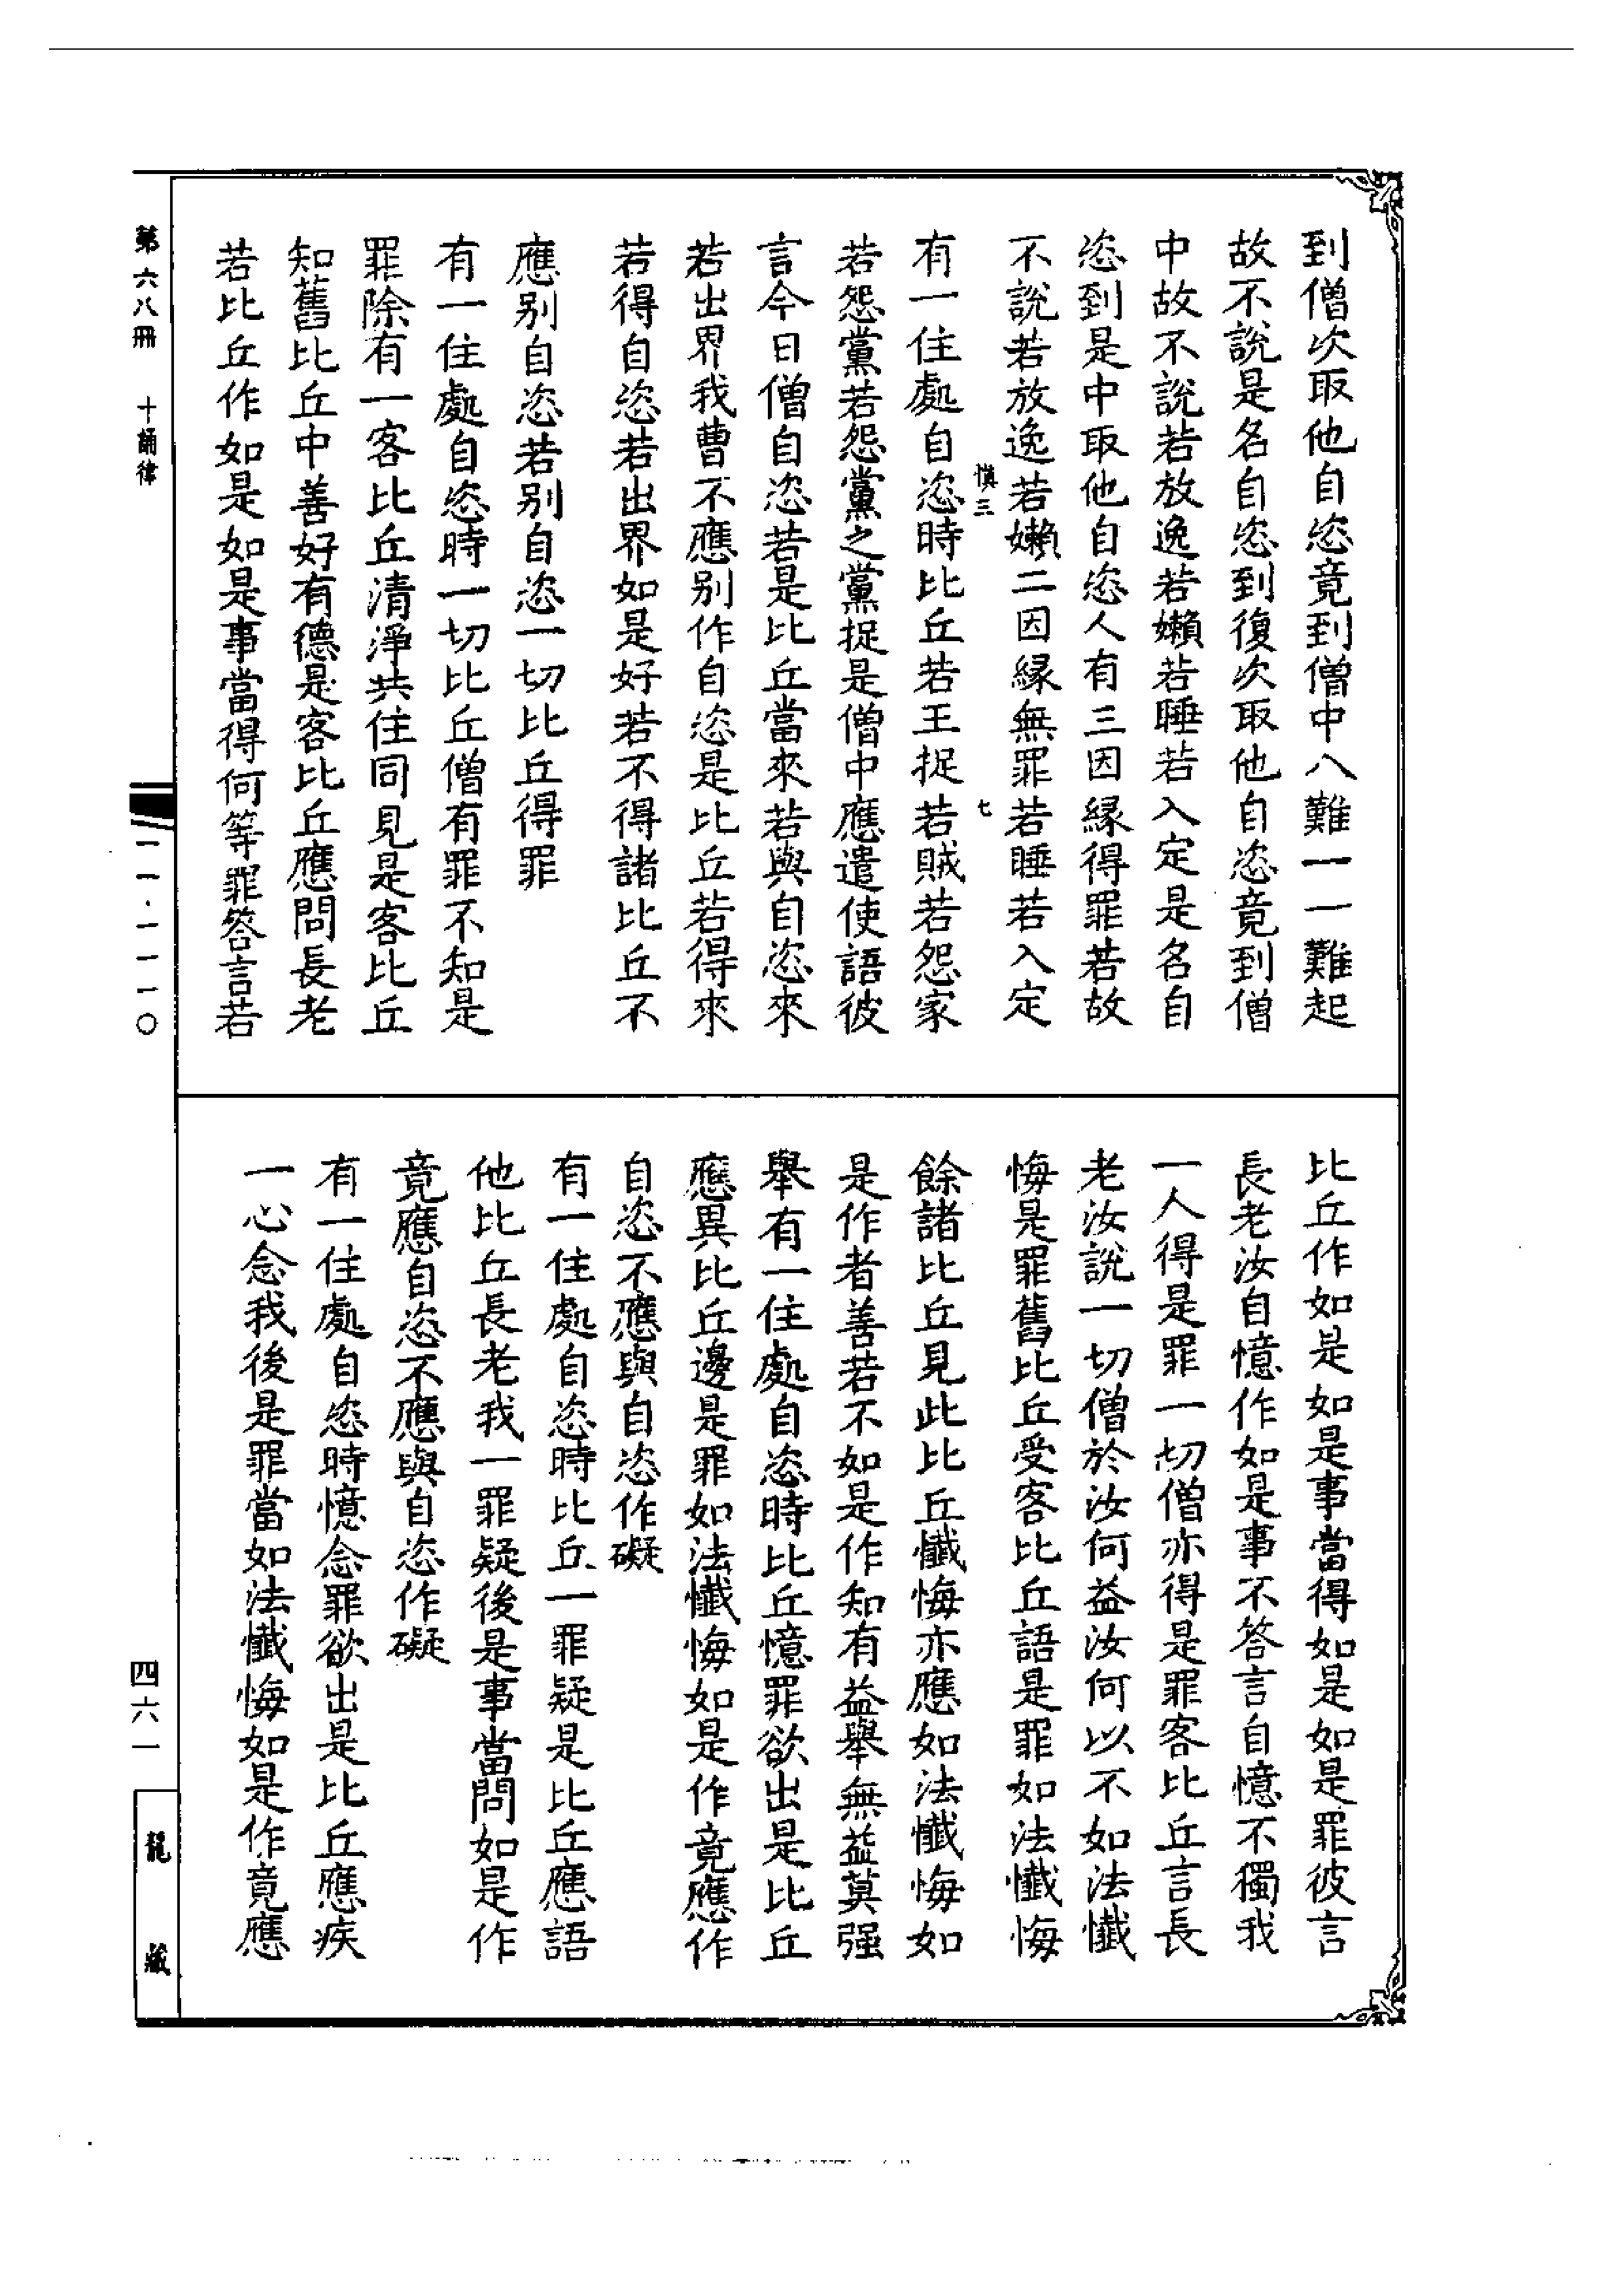 到僧次取他自恣竟到僧中八難一一難起
故不說是名自恣到復次取他自恣竟到僧
中故不說若放逸若嬾若睡若入定是名自
恣到是中取他自恣人有三因緣得罪若故
不說若放逸若嬾二因緣無罪若睡若入定
慎三
七
有一住處自恣時比丘若王捉若賊若怨家
若怨黨若怨黨之黨捉是僧中應遣使語彼
言今日僧自恣若是比丘當來若與自恣來
若出界我曹不應別作自恣是比丘若得來
若得自恣若出界如是好若不得諸比丘不
應別自恣若別自恣一切比丘得罪
有一住處自恣時一切比丘僧有罪不知是
罪除有一客比丘清淨共住同見是客比丘
知舊比丘中善好有德是客比丘應問長老
若比丘作如是如是事當得何等罪答言若
比丘作如是如是事當得如是如是罪彼言
長老汝自憶作如是事不答言自憶不獨我
一人得是罪一切僧亦得是罪客比丘言長
老汝說一切僧於汝何益汝何以不如法懺
悔是罪舊比丘受客比丘語是罪如法懺悔
餘諸比丘見此比丘懺悔亦應如法懺悔如
是作者善若不如是作知有益舉無益莫强
舉有一住處自恣時比丘憶罪欲出是比丘
應異比丘邊是罪如法懺悔如是作竟應作
自恣不應與自恣作礙
有一住處自恣時比丘一罪疑是比丘應語
他比丘長老我一罪疑後是事當問如是作
竟應自恣不應與自恣作礙
有一住處自恣時憶念罪欲出是比丘應疾
一心念我後是罪當如法懺悔如是作竟應
第六八冊 十誦律
一一·一一一〇
四六一
龍藏